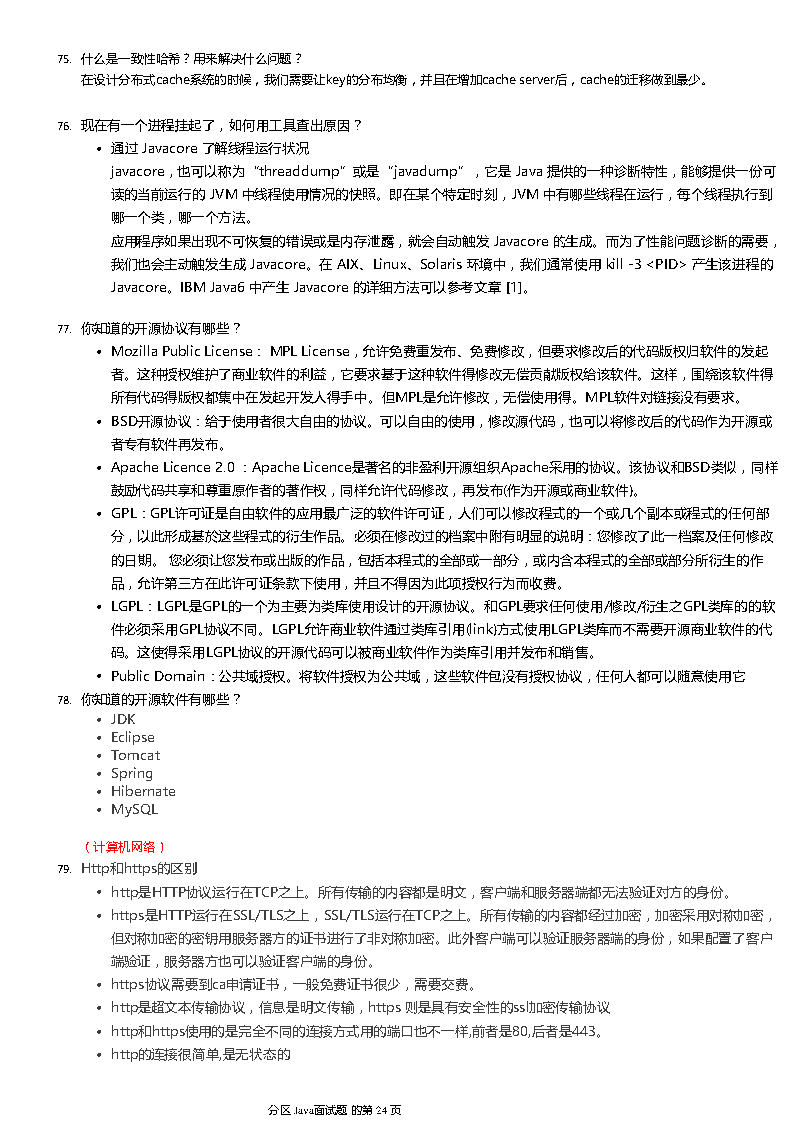 75. 什么是一致性哈希？用来解决什么问题？
在设计分布式cache系统的时候，我们需要让key的分布均衡，并且在增加cache server后，cache的迁移做到最少。
76. 现在有一个进程挂起了，如何用工具查出原因？
• 通过 Javacore 了解线程运行状况
javacore，也可以称为“threaddump”或是“javadump”，它是 Java 提供的一种诊断特性，能够提供一份可
读的当前运行的 JVM 中线程使用情况的快照。即在某个特定时刻，JVM 中有哪些线程在运行，每个线程执行到
哪一个类，哪一个方法。
应用程序如果出现不可恢复的错误或是内存泄露，就会自动触发 Javacore 的生成。而为了性能问题诊断的需要，
我们也会主动触发生成 Javacore。在 AIX、Linux、Solaris 环境中，我们通常使用 kill -3 <PID> 产生该进程的
Javacore。IBM Java6 中产生 Javacore 的详细方法可以参考文章 [1]。
77. 你知道的开源协议有哪些？
• Mozilla Public License： MPL License，允许免费重发布、免费修改，但要求修改后的代码版权归软件的发起
者。这种授权维护了商业软件的利益，它要求基于这种软件得修改无偿贡献版权给该软件。这样，围绕该软件得
所有代码得版权都集中在发起开发人得手中。但MPL是允许修改，无偿使用得。MPL软件对链接没有要求。
• BSD开源协议：给于使用者很大自由的协议。可以自由的使用，修改源代码，也可以将修改后的代码作为开源或
者专有软件再发布。
• Apache Licence 2.0 ：Apache Licence是著名的非盈利开源组织Apache采用的协议。该协议和BSD类似，同样
鼓励代码共享和尊重原作者的著作权，同样允许代码修改，再发布(作为开源或商业软件)。
• GPL：GPL许可证是自由软件的应用最广泛的软件许可证，人们可以修改程式的一个或几个副本或程式的任何部
分，以此形成基於这些程式的衍生作品。必须在修改过的档案中附有明显的说明：您修改了此一档案及任何修改
的日期。 您必须让您发布或出版的作品，包括本程式的全部或一部分，或内含本程式的全部或部分所衍生的作
品，允许第三方在此许可证条款下使用，并且不得因为此项授权行为而收费。
• LGPL：LGPL是GPL的一个为主要为类库使用设计的开源协议。和GPL要求任何使用/修改/衍生之GPL类库的的软
件必须采用GPL协议不同。LGPL允许商业软件通过类库引用(link)方式使用LGPL类库而不需要开源商业软件的代
码。这使得采用LGPL协议的开源代码可以被商业软件作为类库引用并发布和销售。
• Public Domain：公共域授权。将软件授权为公共域，这些软件包没有授权协议，任何人都可以随意使用它
78. 你知道的开源软件有哪些？
• JDK
• Eclipse
• Tomcat
• Spring
• Hibernate
• MySQL
（计算机网络）
79. Http和https的区别
• http是HTTP协议运行在TCP之上。所有传输的内容都是明文，客户端和服务器端都无法验证对方的身份。
• https是HTTP运行在SSL/TLS之上，SSL/TLS运行在TCP之上。所有传输的内容都经过加密，加密采用对称加密，
但对称加密的密钥用服务器方的证书进行了非对称加密。此外客户端可以验证服务器端的身份，如果配置了客户
端验证，服务器方也可以验证客户端的身份。
• https协议需要到ca申请证书，一般免费证书很少，需要交费。
• http是超文本传输协议，信息是明文传输，https 则是具有安全性的ssl加密传输协议
• http和https使用的是完全不同的连接方式用的端口也不一样,前者是80,后者是443。
• http的连接很简单,是无状态的
分区 Java面试题 的第 24 页